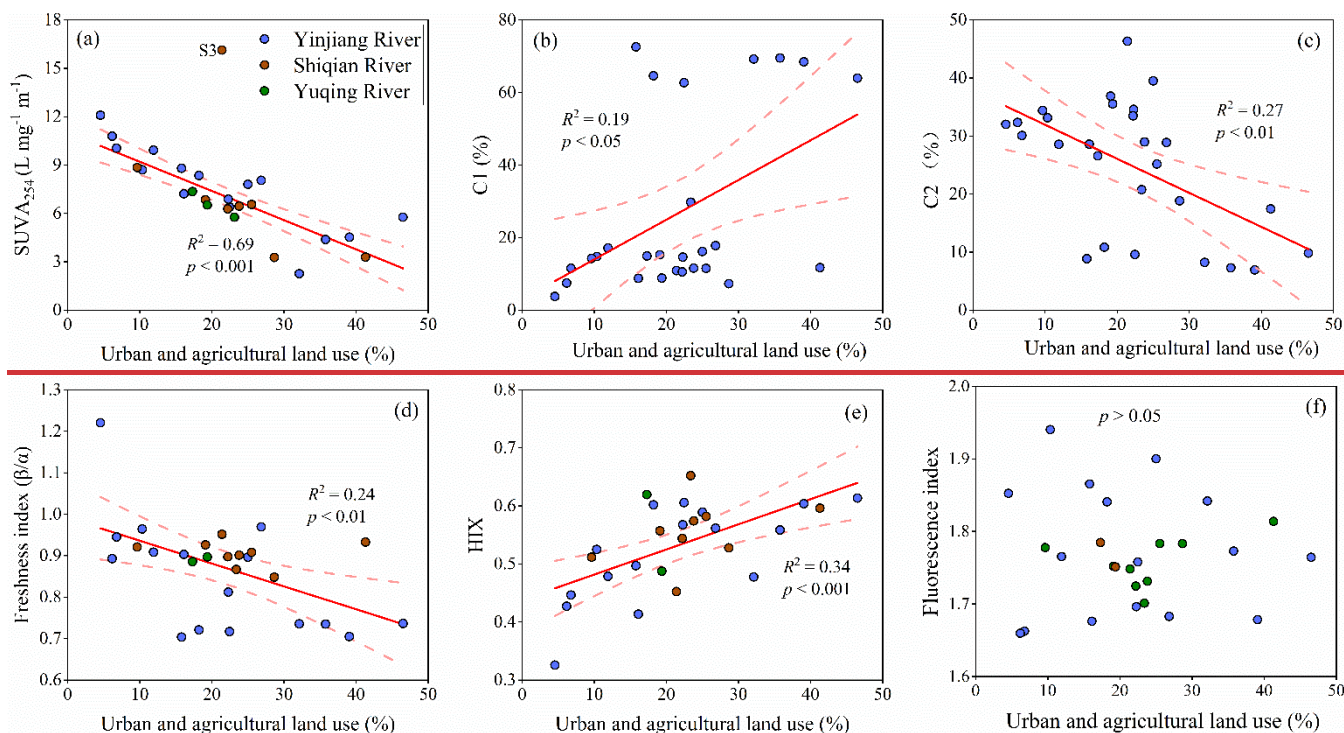 (a)
S3
Yinjiang River
Shiqian River
Yuqing River
R² = 0.69
p < 0.001
SUVA₂₅₄ (L mg⁻¹ m⁻¹)
18
15
12
9
6
3
0
0 10 20 30 40 50
Urban and agricultural land use (%)
(b)
R² = 0.19
p < 0.05
C1 (%)
80
60
40
20
0
0 10 20 30 40 50
Urban and agricultural land use (%)
(c)
R² = 0.27
p < 0.01
C2 (%)
50
40
30
20
10
0
0 10 20 30 40 50
Urban and agricultural land use (%)
(d)
R² = 0.24
p < 0.01
Freshness index (β/α)
1.3
1.2
1.1
1.0
0.9
0.8
0.7
0.6
0 10 20 30 40 50
Urban and agricultural land use (%)
(e)
R² = 0.34
p < 0.001
HIX
0.8
0.7
0.6
0.5
0.4
0.3
0 10 20 30 40 50
Urban and agricultural land use (%)
(f)
p > 0.05
Fluorescence index
2.0
1.9
1.8
1.7
1.6
0 10 20 30 40 50
Urban and agricultural land use (%)